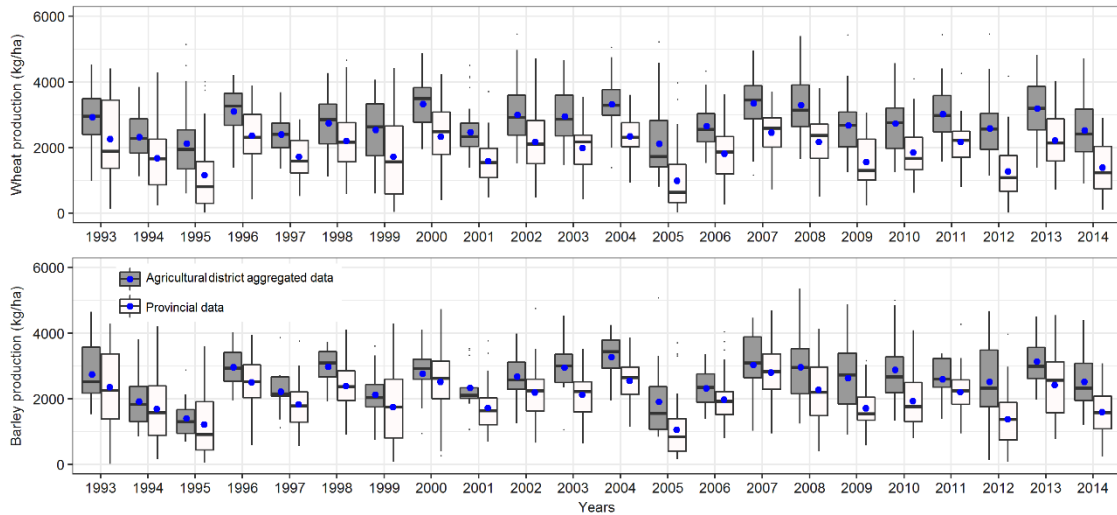 Wheat production (kg/ha)
6000
4000
2000
0
1993 1994 1995 1996 1997 1998 1999 2000 2001 2002 2003 2004 2005 2006 2007 2008 2009 2010 2011 2012 2013 2014
Barley production (kg/ha)
6000
4000
2000
0
Agricultural district aggregated data
Provincial data
1993 1994 1995 1996 1997 1998 1999 2000 2001 2002 2003 2004 2005 2006 2007 2008 2009 2010 2011 2012 2013 2014
Years